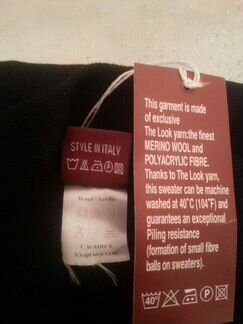 STYLE IN ITALY
Wool/Acrilic
Сделано в
Кыргызстан
This garment is made
of exclusive
The Look yarn:the finest
MERINO WOOL and
POLYACRYLIC FIBRE.
Thanks to The Look yarn,
this sweater can be machine
washed at 40°C (104°F) and
guarantees an exceptional
Piling resistance
(formation of small fibre
balls on sweaters).
40°
P